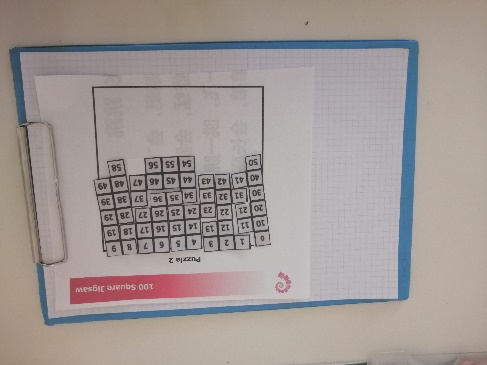 100 Square Jigsaw
Puzzle 2
0 1 2 3 4 5 6 7 8 9
10 11 12 13 14 15 16 17 18 19
20 21 22 23 24 25 26 27 28 29
30 31 32 33 34 35 36 37 38 39
40 41 42 43 44 45 46 47 48 49
50 54 55 56 58